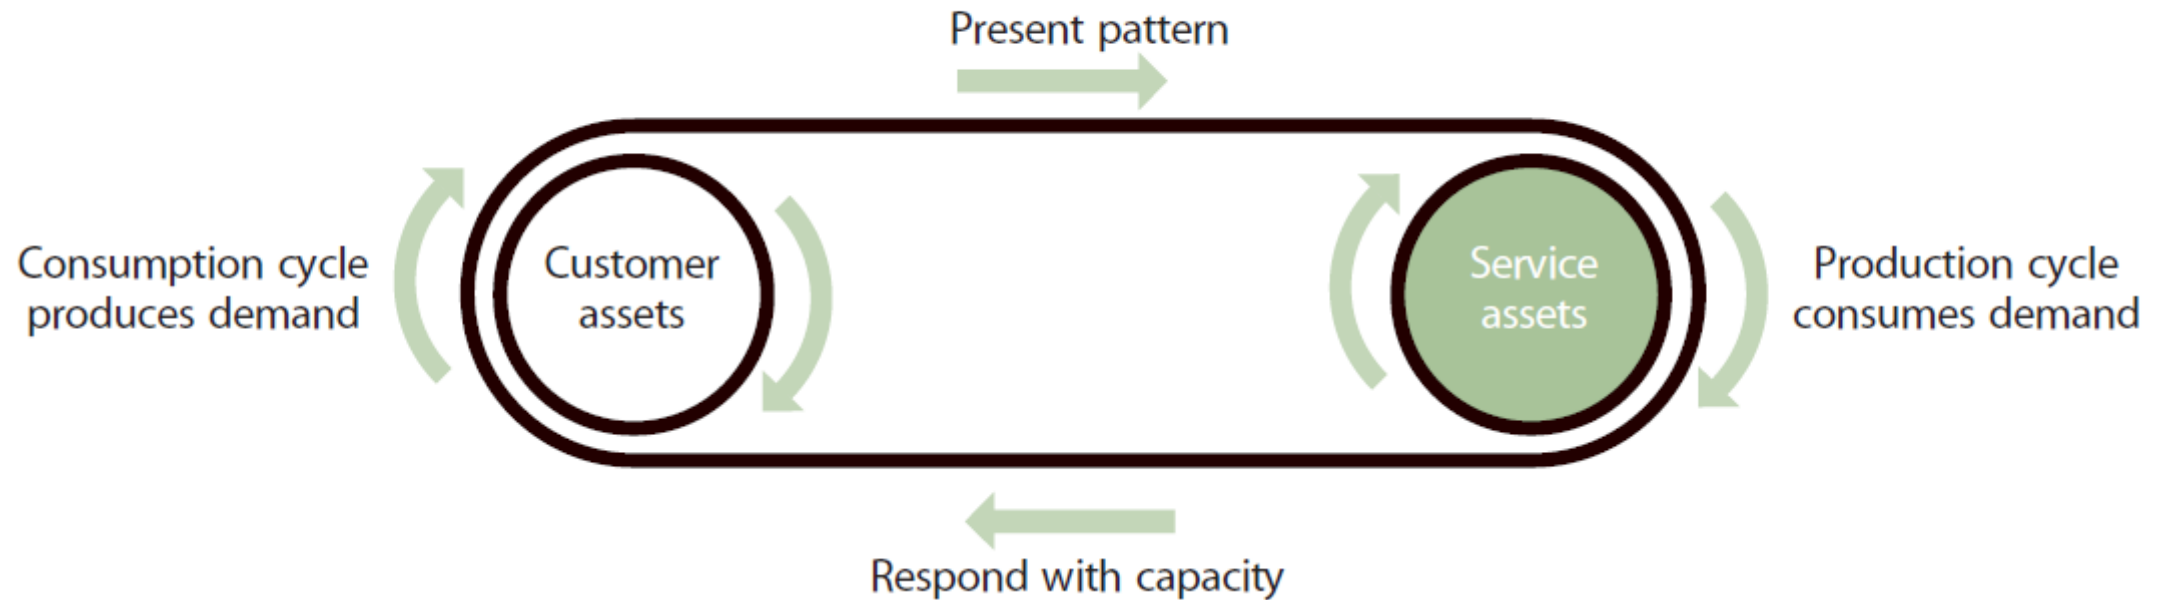 Present pattern
Consumption cycle
produces demand
Customer
assets
Service
assets
Production cycle
consumes demand
Respond with capacity